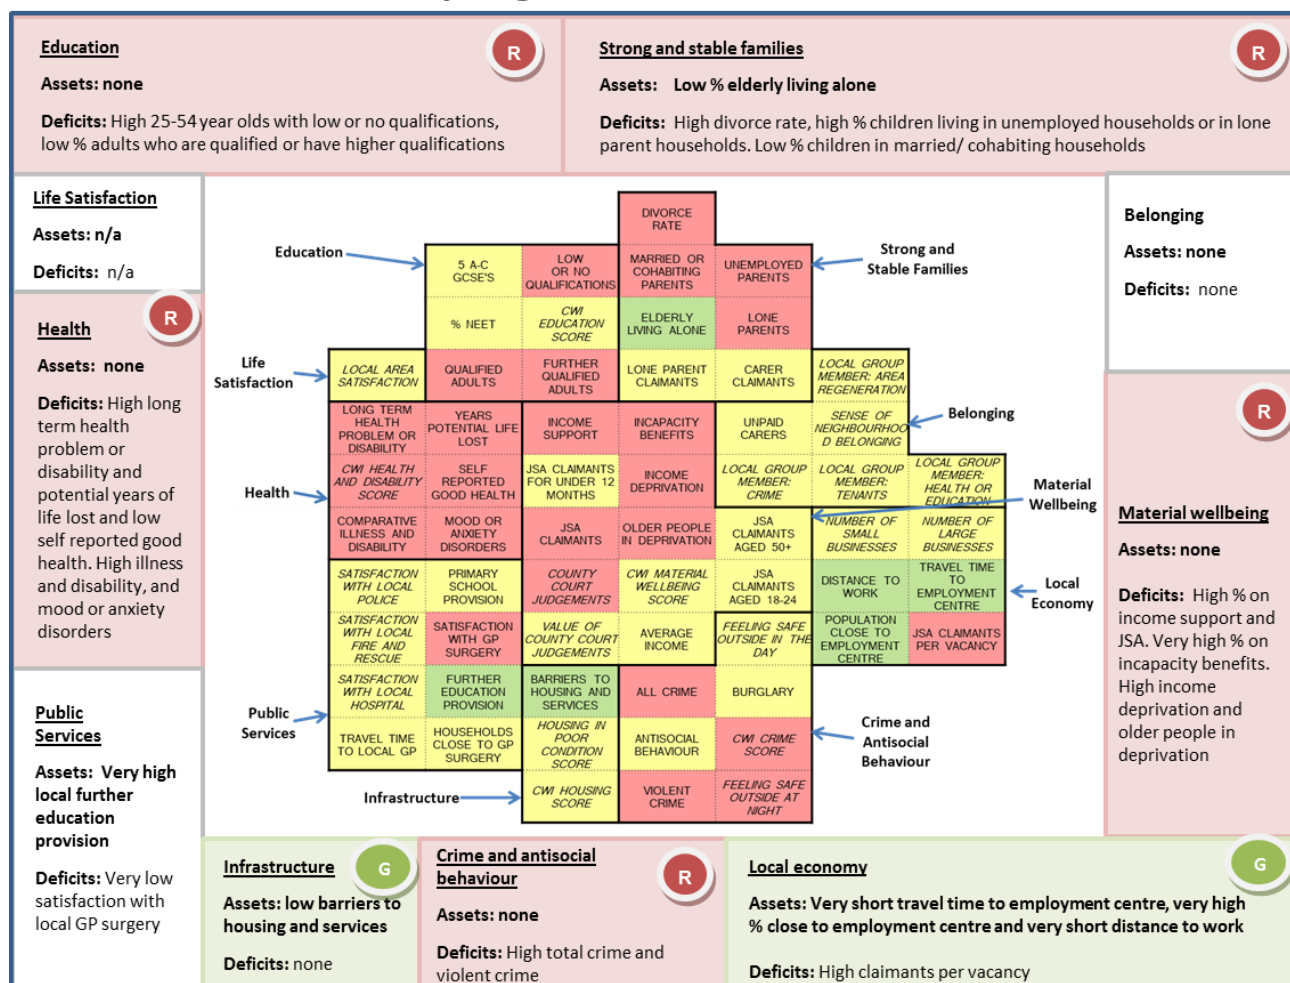 Education
R
Assets: none
Deficits: High 25-54 year olds with low or no qualifications,
low % adults who are qualified or have higher qualifications
Strong and stable families
R
Assets: Low % elderly living alone
Deficits: High divorce rate, high % children living in unemployed households or in lone
parent households. Low % children in married/ cohabiting households
Life Satisfaction
Assets: n/a
Deficits: n/a
Health
R
Assets: none
Deficits: High long
term health
problem or
disability and
potential years of
life lost and low
self reported good
health. High illness
and disability, and
mood or anxiety
disorders
Public
Services
Assets: Very high
local further
education
provision
Deficits: Very low
satisfaction with
local GP surgery
Education
Life
Satisfaction
Health
Public
Services
Infrastructure
DIVORCE
RATE
5 A-C
GCSE'S
LOW
OR NO
QUALIFICATIONS
MARRIED OR
COHABITING
PARENTS
UNEMPLOYED
PARENTS
% NEET
CWI
EDUCATION
SCORE
ELDERLY
LIVING ALONE
LONE
PARENTS
LOCAL AREA
SATISFACTION
QUALIFIED
ADULTS
FURTHER
QUALIFIED
ADULTS
LONE PARENT
CLAIMANTS
CARER
CLAIMANTS
LOCAL GROUP
MEMBER: AREA
REGENERATION
LONG TERM
HEALTH
PROBLEM OR
DISABILITY
YEARS
POTENTIAL LIFE
LOST
INCOME
SUPPORT
INCAPACITY
BENEFITS
UNPAID
CARERS
SENSE OF
NEIGHBOURHOO
D BELONGING
CWI HEALTH
AND DISABILITY
SCORE
SELF
REPORTED
GOOD HEALTH
JSA CLAIMANTS
FOR UNDER 12
MONTHS
INCOME
DEPRIVATION
LOCAL GROUP
MEMBER:
CRIME
LOCAL GROUP
MEMBER:
TENANTS
LOCAL GROUP
MEMBER:
HEALTH OR
EDUCATION
COMPARATIVE
ILLNESS AND
DISABILITY
MOOD OR
ANXIETY
DISORDERS
JSA
CLAIMANTS
OLDER PEOPLE
IN DEPRIVATION
JSA
CLAIMANTS
AGED 50+
NUMBER OF
SMALL
BUSINESSES
NUMBER OF
LARGE
BUSINESSES
SATISFACTION
WITH LOCAL
POLICE
PRIMARY
SCHOOL
PROVISION
COUNTY
COURT
JUDGEMENTS
CWI MATERIAL
WELLBEING
SCORE
JSA
CLAIMANTS
AGED 18-24
DISTANCE TO
WORK
TRAVEL TIME
TO
EMPLOYMENT
CENTRE
SATISFACTION
WITH LOCAL
FIRE AND
RESCUE
SATISFACTION
WITH GP
SURGERY
VALUE OF
COUNTY COURT
JUDGEMENTS
AVERAGE
INCOME
FEELING SAFE
OUTSIDE IN THE
DAY
POPULATION
CLOSE TO
EMPLOYMENT
CENTRE
JSA CLAIMANTS
PER VACANCY
SATISFACTION
WITH LOCAL
HOSPITAL
FURTHER
EDUCATION
PROVISION
BARRIERS TO
HOUSING AND
SERVICES
ALL CRIME
BURGLARY
TRAVEL TIME
TO LOCAL GP
HOUSEHOLDS
CLOSE TO GP
SURGERY
HOUSING IN
POOR
CONDITION
SCORE
ANTISOCIAL
BEHAVIOUR
CWI CRIME
SCORE
CWI HOUSING
SCORE
VIOLENT
CRIME
FEELING SAFE
OUTSIDE AT
NIGHT
Strong and
Stable Families
Belonging
Material
Wellbeing
Local
Economy
Crime and
Antisocial
Behaviour
Belonging
Assets: none
Deficits: none
R
Material wellbeing
Assets: none
Deficits: High % on
income support and
JSA. Very high % on
incapacity benefits.
High income
deprivation and
older people in
deprivation
Infrastructure
G
Assets: low barriers to
housing and services
Deficits: none
Crime and antisocial
behaviour
R
Assets: none
Deficits: High total crime and
violent crime
Local economy
G
Assets: Very short travel time to employment centre, very high
% close to employment centre and very short distance to work
Deficits: High claimants per vacancy